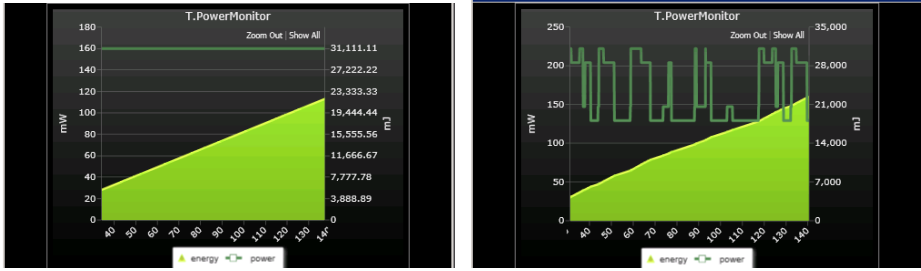 T.PowerMonitor
Zoom Out | Show All
180
160
140
120
100
80
60
40
20
0
mW
31,111.11
27,222.22
23,333.33
19,444.44
15,555.56
11,666.67
7,777.78
3,888.89
0
mJ
40 50 60 70 80 90 100 110 120 130
energy power
T.PowerMonitor
Zoom Out | Show All
250
200
150
100
50
0
mW
35,000
28,000
21,000
14,000
7,000
0
mJ
40 50 60 70 80 90 100 110 120 130 140
energy power